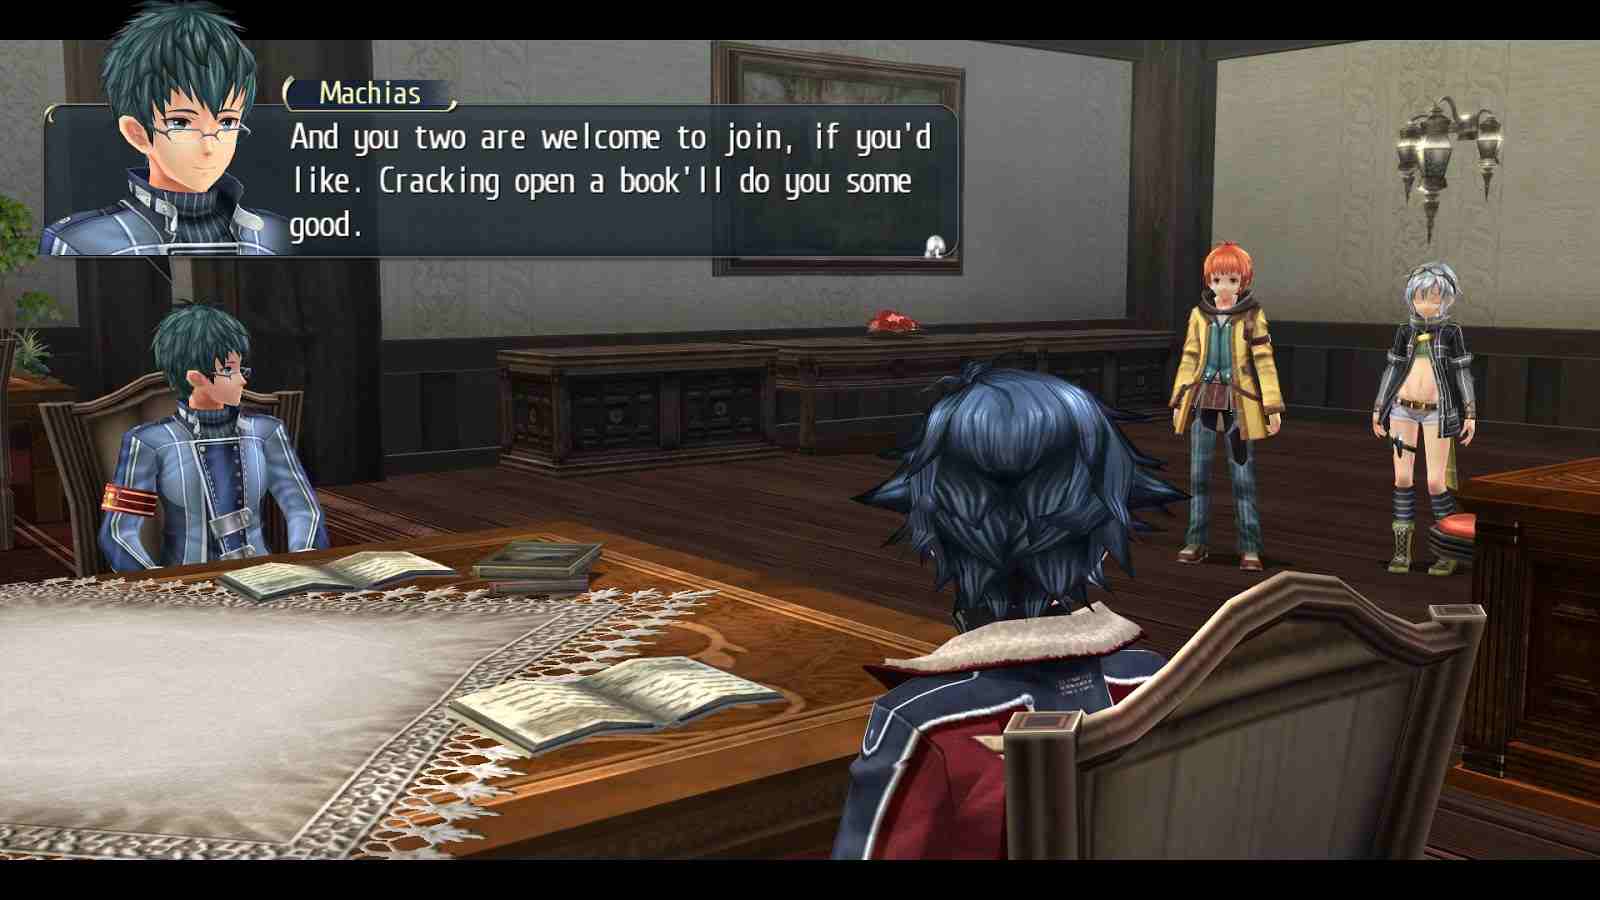 Machias
And you two are welcome to join, if you'd
like. Cracking open a book'll do you some
good.